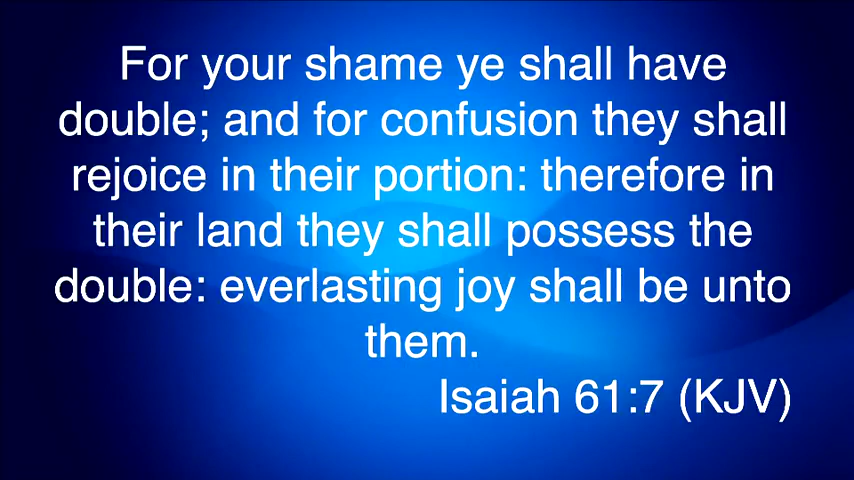 For your shame ye shall have
double; and for confusion they shall
rejoice in their portion: therefore in
their land they shall possess the
double: everlasting joy shall be unto
them.
Isaiah 61:7 (KJV)